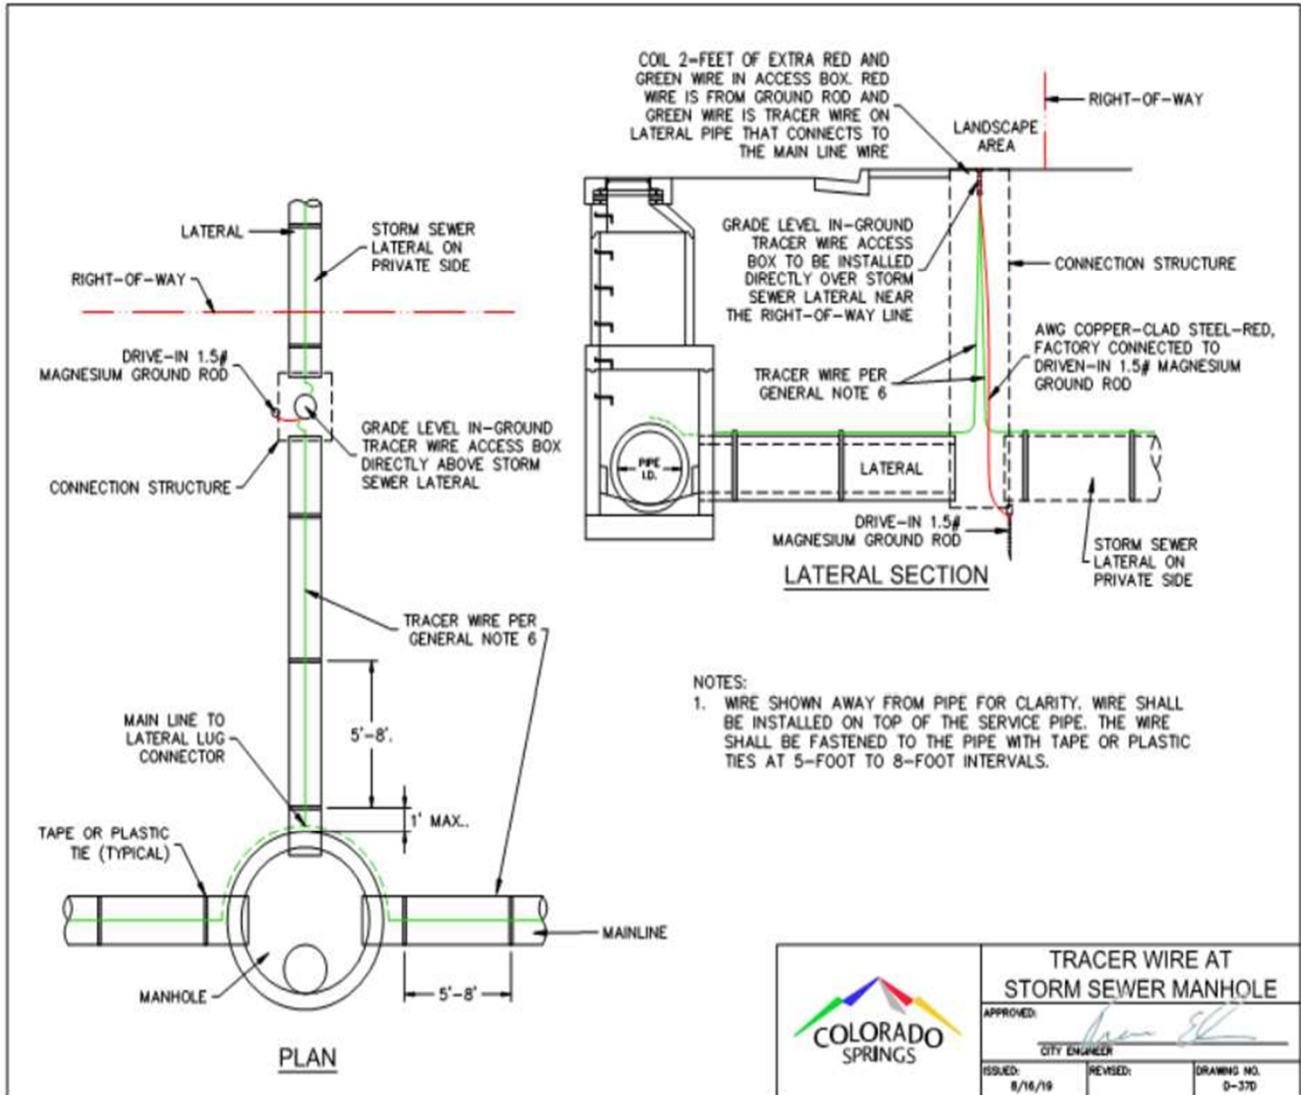 COIL 2-FEET OF EXTRA RED AND
GREEN WIRE IN ACCESS BOX. RED
WIRE IS FROM GROUND ROD AND
GREEN WIRE IS TRACER WIRE ON
LATERAL PIPE THAT CONNECTS TO
THE MAIN LINE WIRE
RIGHT-OF-WAY
LANDSCAPE
AREA
GRADE LEVEL IN-GROUND
TRACER WIRE ACCESS
BOX TO BE INSTALLED
DIRECTLY OVER STORM
SEWER LATERAL NEAR
THE RIGHT-OF-WAY LINE
CONNECTION STRUCTURE
AWG COPPER-CLAD STEEL-RED,
FACTORY CONNECTED TO
DRIVEN-IN 1.5# MAGNESIUM
GROUND ROD
TRACER WIRE PER
GENERAL NOTE 6
PIPE
I.D.
LATERAL
DRIVE-IN 1.5#
MAGNESIUM GROUND ROD
STORM SEWER
LATERAL ON
PRIVATE SIDE
LATERAL SECTION
LATERAL
STORM SEWER
LATERAL ON
PRIVATE SIDE
RIGHT-OF-WAY
DRIVE-IN 1.5#
MAGNESIUM GROUND ROD
GRADE LEVEL IN-GROUND
TRACER WIRE ACCESS BOX
DIRECTLY ABOVE STORM
SEWER LATERAL
CONNECTION STRUCTURE
TRACER WIRE PER
GENERAL NOTE 6
MAIN LINE TO
LATERAL LUG
CONNECTOR
5'-8'.
1' MAX..
TAPE OR PLASTIC
TIE (TYPICAL)
MAINLINE
MANHOLE
5'-8'
PLAN
NOTES:
1. WIRE SHOWN AWAY FROM PIPE FOR CLARITY. WIRE SHALL
BE INSTALLED ON TOP OF THE SERVICE PIPE. THE WIRE
SHALL BE FASTENED TO THE PIPE WITH TAPE OR PLASTIC
TIES AT 5-FOOT TO 8-FOOT INTERVALS.
COLORADO
SPRINGS
TRACER WIRE AT
STORM SEWER MANHOLE
APPROVED:
CITY ENGINEER
ISSUED:
8/16/19
REVISED:
DRAWING NO.
D-37D